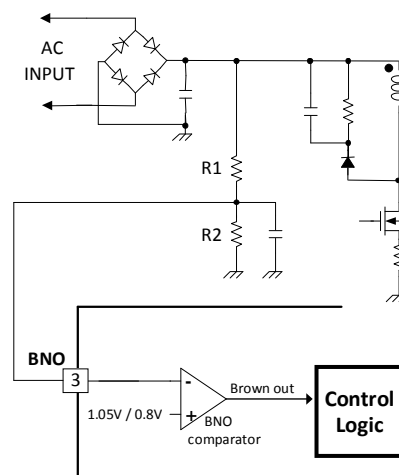 AC
INPUT
R1
R2
BNO
3
-
Brown out
1.05V / 0.8V
+
BNO
comparator
Control
Logic